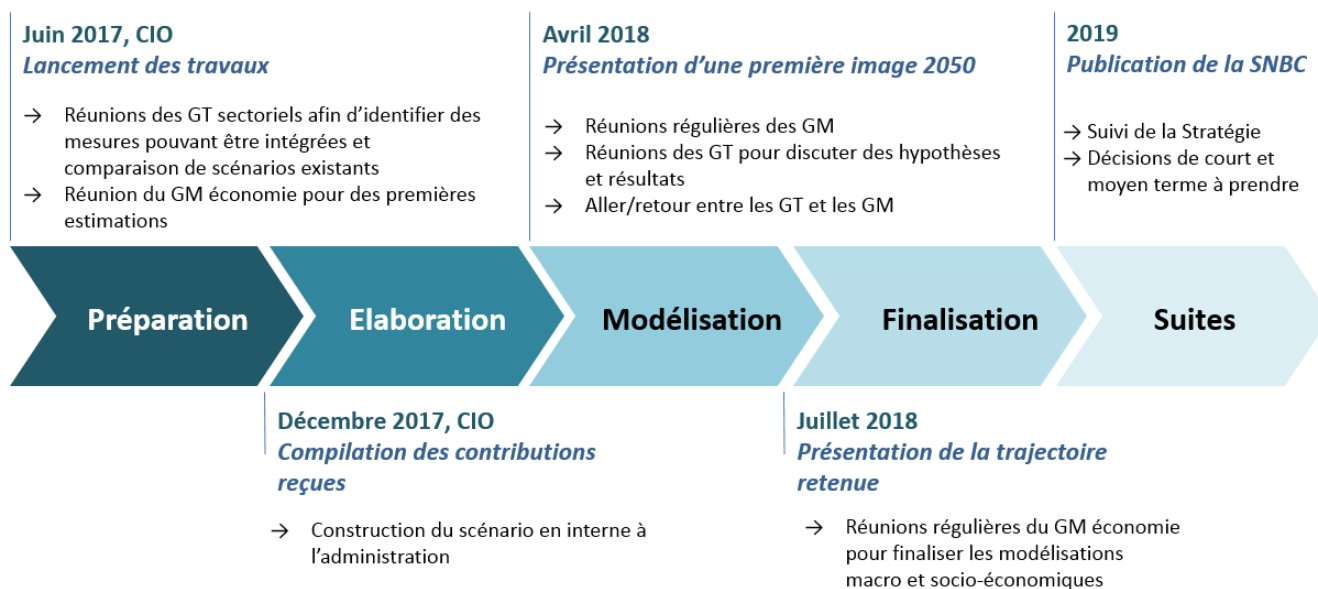 Juin 2017, CIO
Lancement des travaux
→ Réunions des GT sectoriels afin d’identifier des
mesures pouvant être intégrées et
comparaison de scénarios existants
→ Réunion du GM économie pour des premières
estimations
Avril 2018
Présentation d’une première image 2050
→ Réunions régulières des GM
→ Réunions des GT pour discuter des hypothèses
et résultats
→ Aller/retour entre les GT et les GM
2019
Publication de la SNBC
→ Suivi de la Stratégie
→ Décisions de court et
moyen terme à prendre
Préparation
Elaboration
Modélisation
Finalisation
Suites
Décembre 2017, CIO
Compilation des contributions
reçues
→ Construction du scénario en interne à
l’administration
Juillet 2018
Présentation de la trajectoire
retenue
→ Réunions régulières du GM économie
pour finaliser les modélisations
macro et socio-économiques